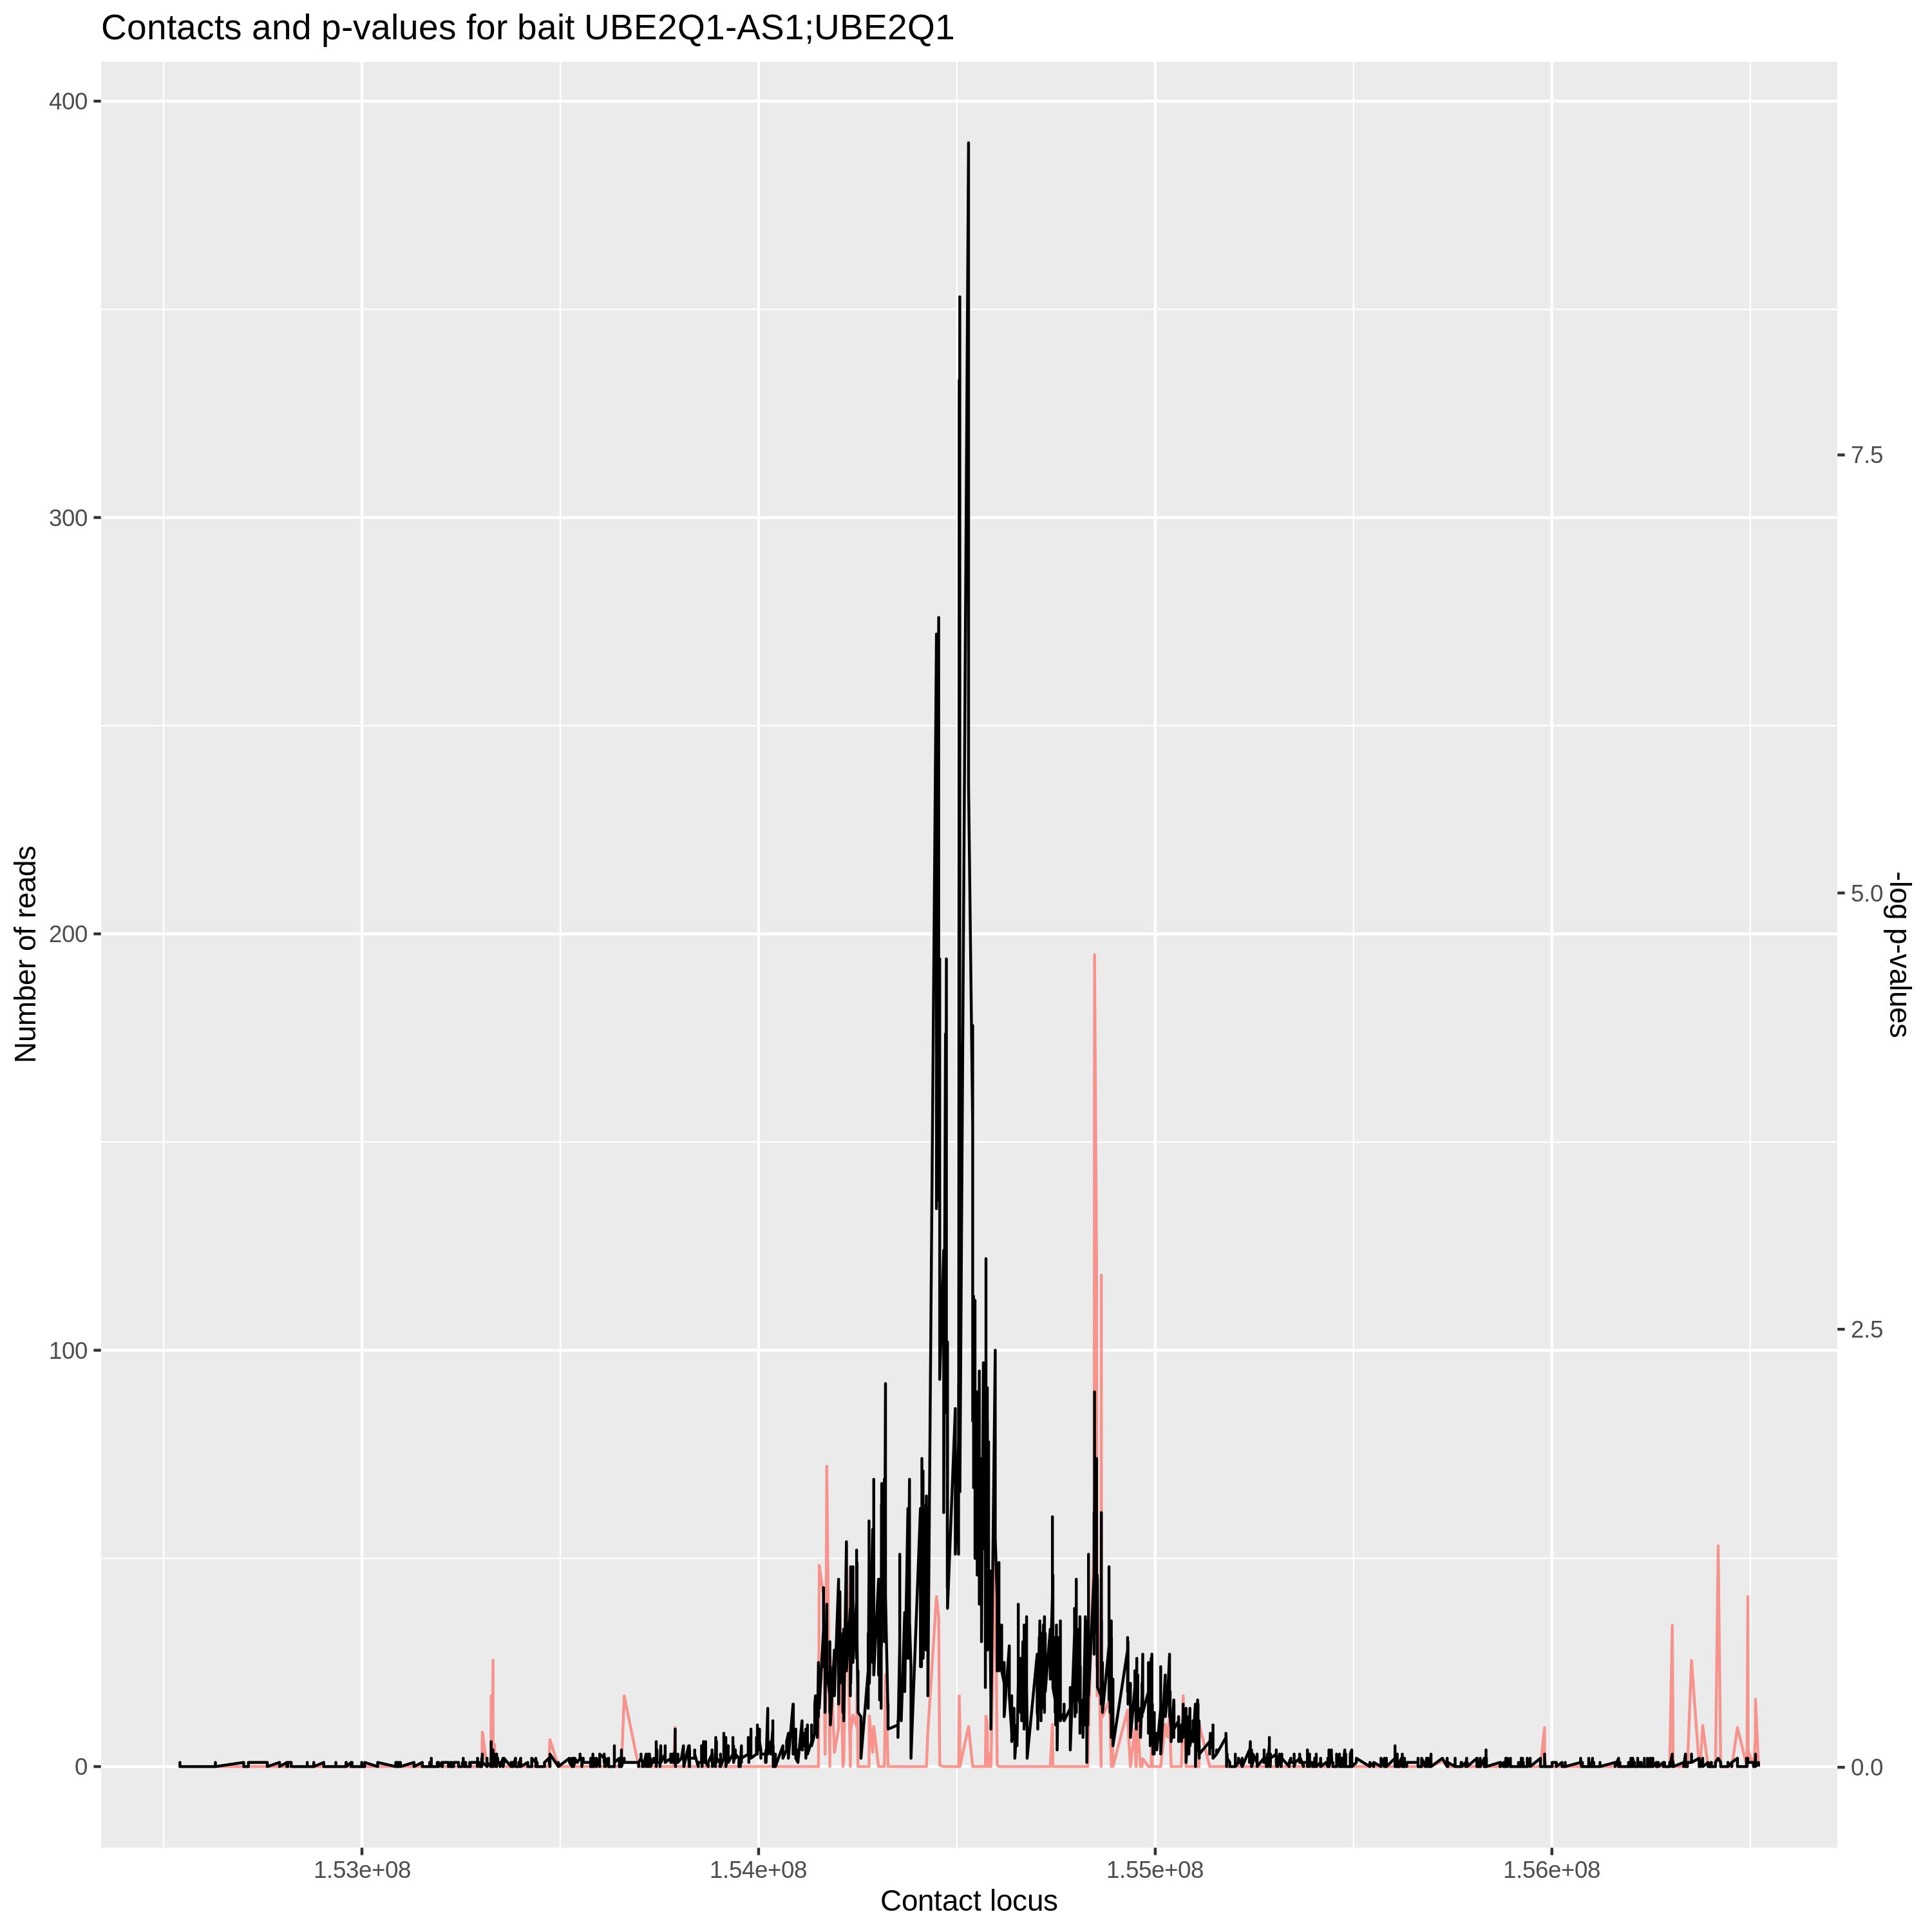 Contacts and p-values for bait UBE2Q1-AS1;UBE2Q1
400
300
200
100
0
Number of reads
7.5
5.0
2.5
0.0
-log p-values
1.53e+08
1.54e+08
1.55e+08
1.56e+08
Contact locus